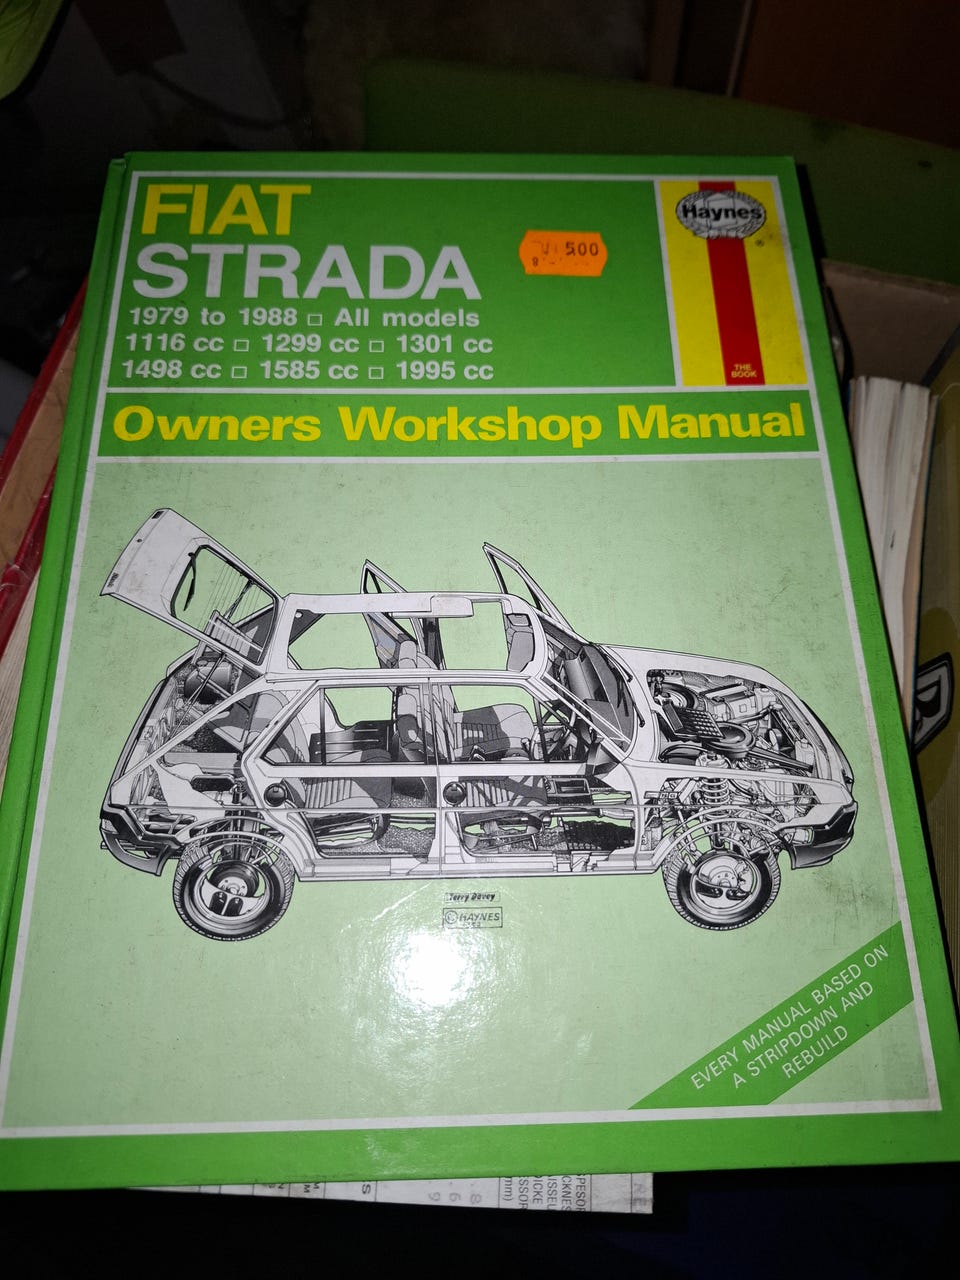 FIAT
STRADA
1979 to 1988 □ All models
1116 cc □ 1299 cc □ 1301 cc
1498 cc □ 1585 cc □ 1995 cc
500
Haynes
®
THE
BOOK
Owners Workshop Manual
Terry Davey
© HAYNES
EVERY MANUAL BASED ON
A STRIPDOWN AND
REBUILD